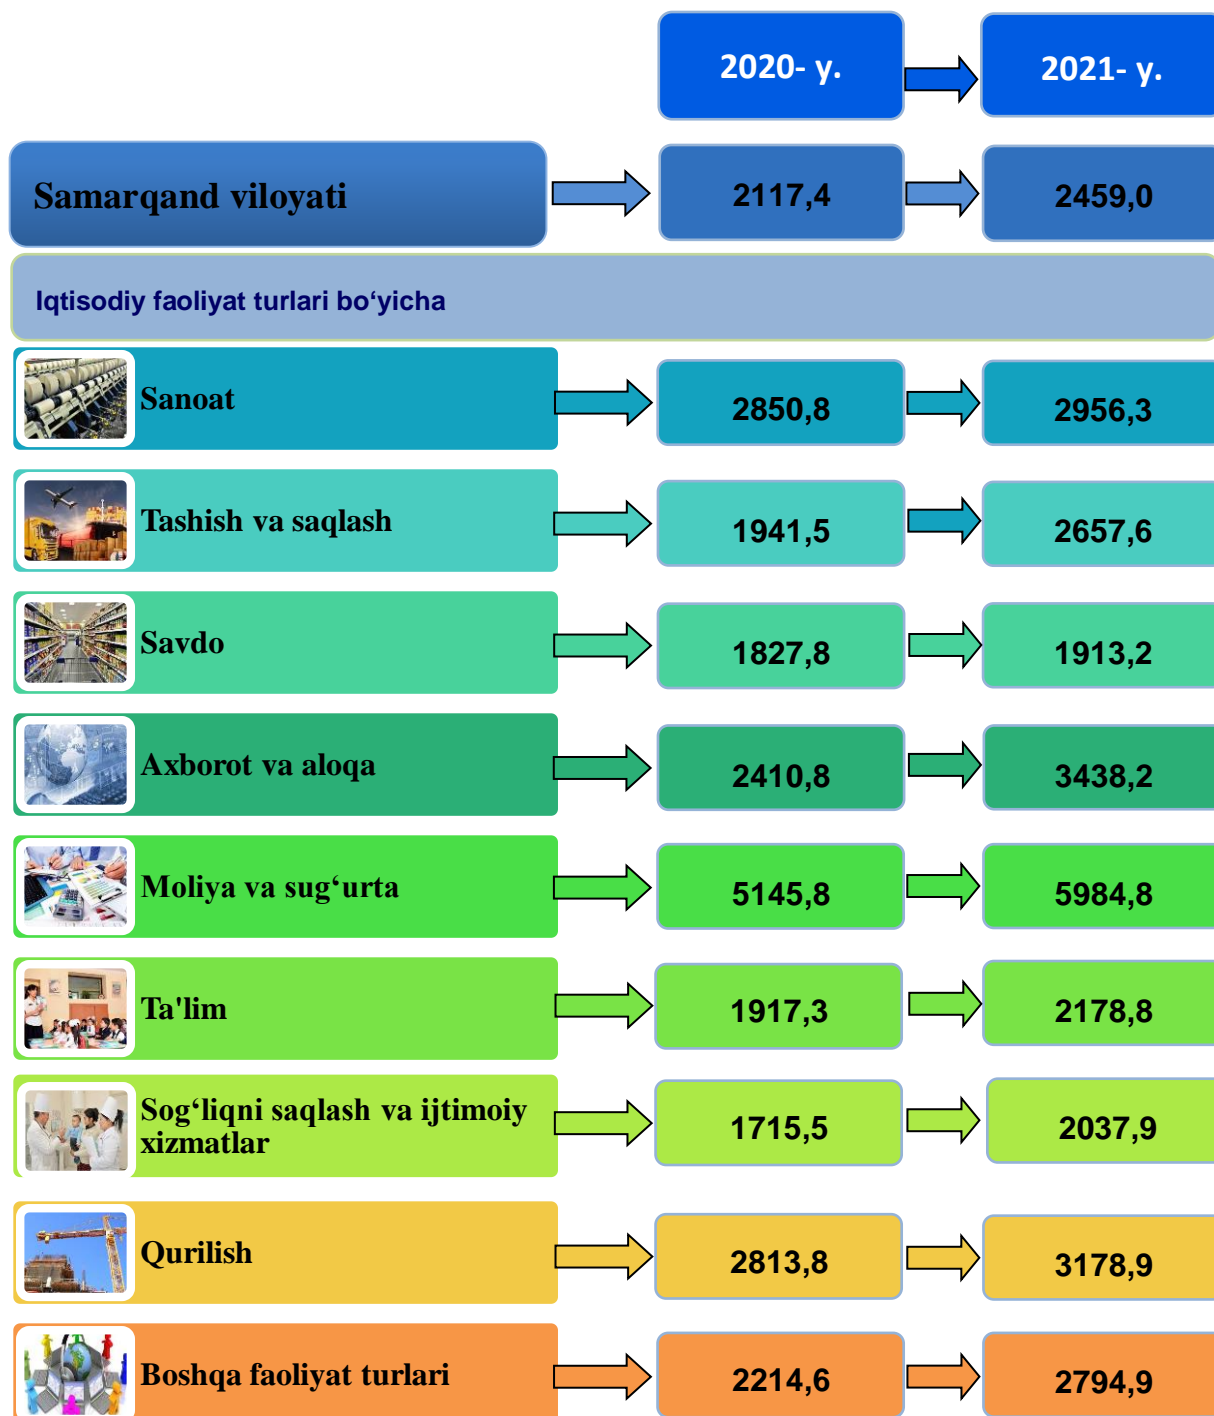 2020- y.
2021- y.
Samarqand viloyati
2117,4
2459,0
Iqtisodiy faoliyat turlari bo‘yicha
Sanoat
2850,8
2956,3
Tashish va saqlash
1941,5
2657,6
Savdo
1827,8
1913,2
Axborot va aloqa
2410,8
3438,2
Moliya va sug‘urta
5145,8
5984,8
Ta'lim
1917,3
2178,8
Sog‘liqni saqlash va ijtimoiy
xizmatlar
1715,5
2037,9
Qurilish
2813,8
3178,9
Boshqa faoliyat turlari
2214,6
2794,9